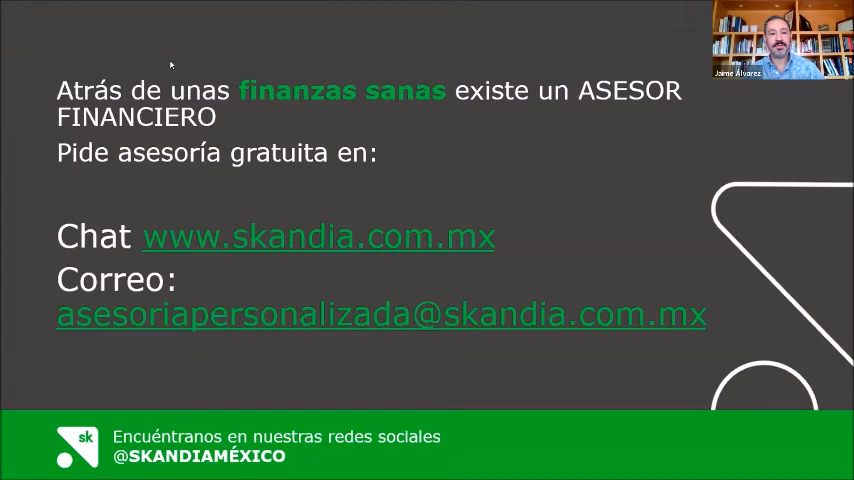 Jaime Álvarez
Atrás de unas finanzas sanas existe un ASESOR
FINANCIERO
Pide asesoría gratuita en:
Chat www.skandia.com.mx
Correo:
asesoriapersonalizada@skandia.com.mx
sk
Encuéntranos en nuestras redes sociales
@SKANDIAMÉXICO